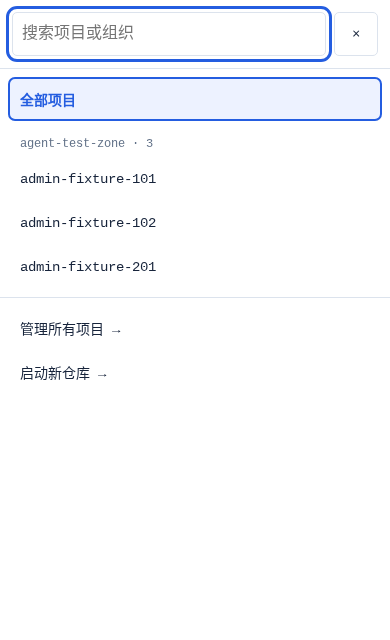 搜索项目或组织
×
全部项目
agent-test-zone · 3
admin-fixture-101
admin-fixture-102
admin-fixture-201
管理所有项目 →
启动新仓库 →